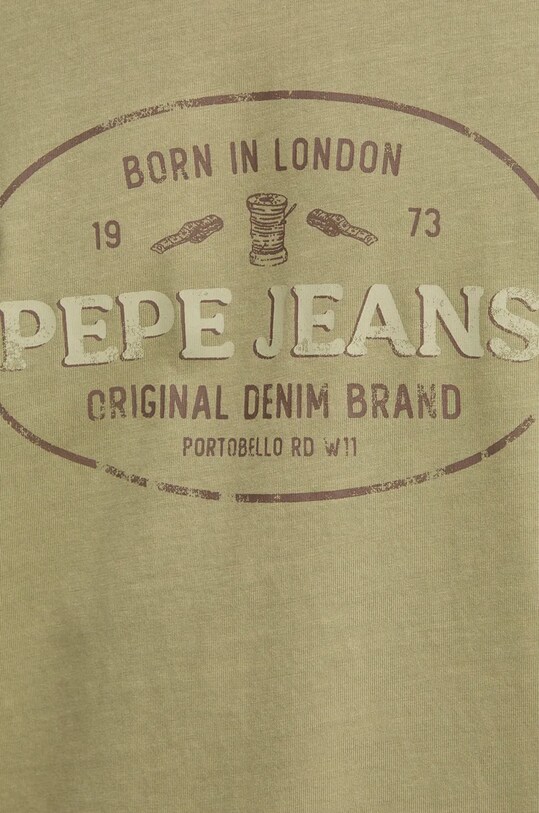 BORN IN LONDON
19 73
PEPE JEANS
ORIGINAL DENIM BRAND
PORTOBELLO RD W11